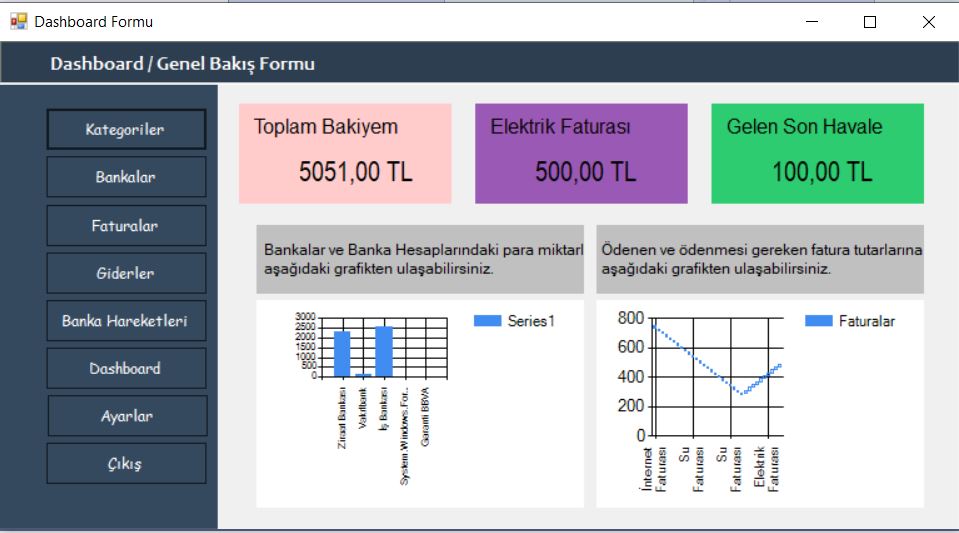 Dashboard Formu
Dashboard / Genel Bakış Formu
Kategoriler
Bankalar
Faturalar
Giderler
Banka Hareketleri
Dashboard
Ayarlar
Çıkış
Toplam Bakiyem
5051,00 TL
Elektrik Faturası
500,00 TL
Gelen Son Havale
100,00 TL
Bankalar ve Banka Hesaplarındaki para miktarl
aşağıdaki grafikten ulaşabilirsiniz.
3000
2500
2000
1500
1000
500
0
Ziraat Bankası
Vakıfbank
İş Bankası
System.Windows.For...
Garanti BBVA
Series1
Ödenen ve ödenmesi gereken fatura tutarlarına
aşağıdaki grafikten ulaşabilirsiniz.
800
600
400
200
0
İnternet
Faturası
Su
Faturası
Su
Faturası
Elektrik
Faturası
Faturalar